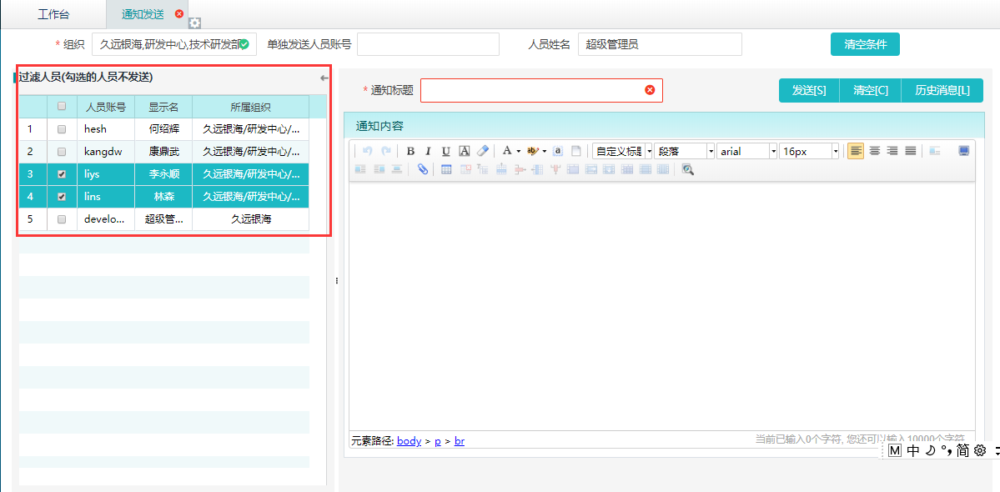 工作台 通知发送
* 组织 久远银海,研发中心,技术研发部 单独发送人员账号 人员姓名 超级管理员 清空条件
过滤人员(勾选的人员不发送)
* 通知标题 发送[S] 清空[C] 历史消息[L]
人员账号 显示名 所属组织
1 hesh 何绍辉 久远银海/研发中心/...
2 kangdw 康鼎武 久远银海/研发中心/...
3 liys 李永顺 久远银海/研发中心/...
4 lins 林森 久远银海/研发中心/...
5 develo... 超级管... 久远银海
通知内容
B I U A A ab a 自定义标题 段落 arial 16px
元素路径: body > p > br 当前已输入0个字符, 您还可以输入10000个字符
M 中 简